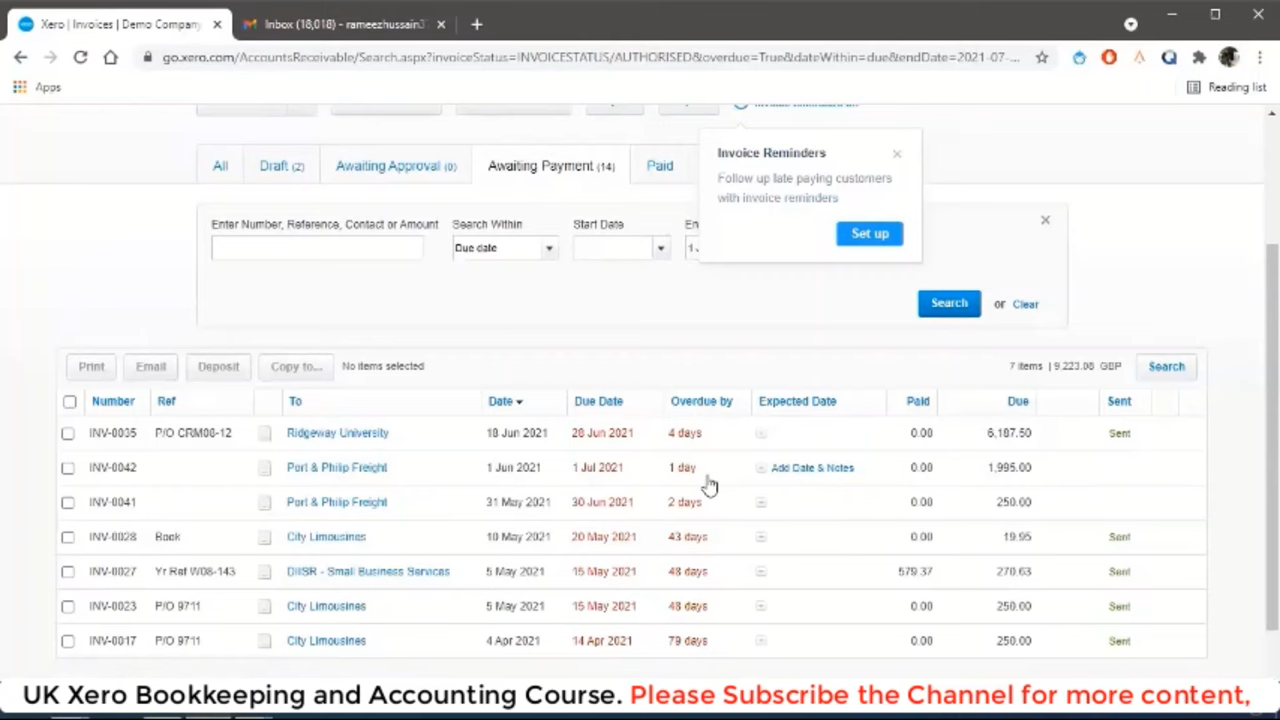 Xero | Invoices | Demo Company
Inbox (18,018) - rameezhussain3
go.xero.com/AccountsReceivable/Search.aspx?invoiceStatus=INVOICESTATUS/AUTHORISED&overdue=True&dateWithin=due&endDate=2021-07-...
Apps
Reading list
Invoice Reminders
Follow up late paying customers
with invoice reminders
Set up
All Draft (2) Awaiting Approval (0) Awaiting Payment (14) Paid
Enter Number, Reference, Contact or Amount Search Within Start Date
Due date
Search or Clear
Print Email Deposit Copy to... No items selected 7 items | 9,223.08 GBP Search
Number Ref To Date Due Date Overdue by Expected Date Paid Due Sent
INV-0035 P/O CRM08-12 Ridgeway University 18 Jun 2021 28 Jun 2021 4 days 0.00 6,187.50 Sent
INV-0042 Port & Philip Freight 1 Jun 2021 1 Jul 2021 1 day Add Date & Notes 0.00 1,995.00
INV-0041 Port & Philip Freight 31 May 2021 30 Jun 2021 2 days 0.00 250.00
INV-0028 Book City Limousines 10 May 2021 20 May 2021 43 days 0.00 19.95 Sent
INV-0027 Yr Ref W08-143 DIISR - Small Business Services 5 May 2021 15 May 2021 48 days 579.37 270.63 Sent
INV-0023 P/O 9711 City Limousines 5 May 2021 15 May 2021 48 days 0.00 250.00 Sent
INV-0017 P/O 9711 City Limousines 4 Apr 2021 14 Apr 2021 79 days 0.00 250.00 Sent
UK Xero Bookkeeping and Accounting Course. Please Subscribe the Channel for more content,